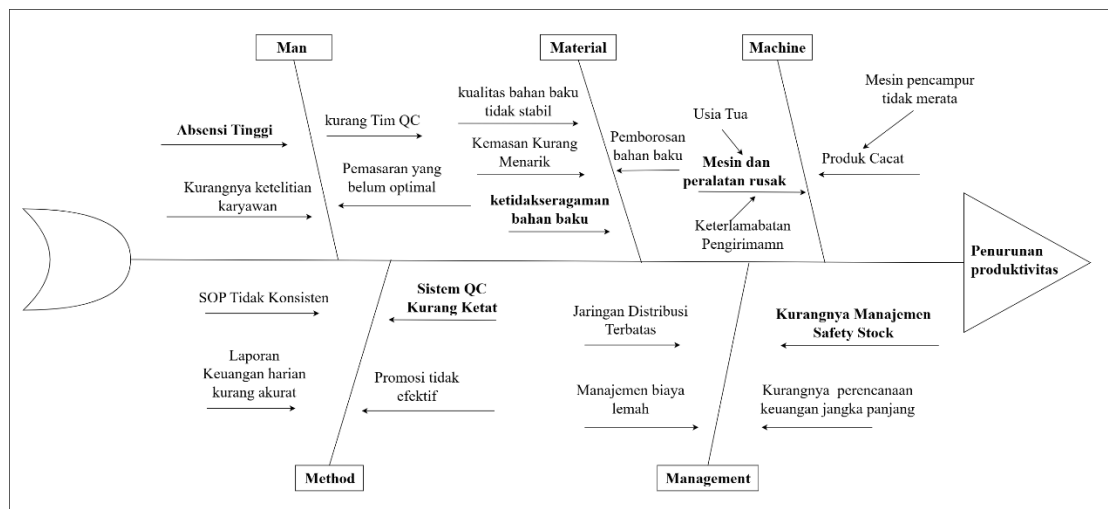 Man
Material
Machine
Absensi Tinggi
kurang Tim QC
Kurangnya ketelitian
karyawan
Pemasaran yang
belum optimal
kualitas bahan baku
tidak stabil
Kemasan Kurang
Menarik
ketidakseragaman
bahan baku
Pemborosan
bahan baku
Usia Tua
Mesin dan
peralatan rusak
Keterlamabatan
Pengirimamn
Mesin pencampur
tidak merata
Produk Cacat
Penurunan
produktivitas
SOP Tidak Konsisten
Sistem QC
Kurang Ketat
Laporan
Keuangan harian
kurang akurat
Promosi tidak
efektif
Jaringan Distribusi
Terbatas
Kurangnya Manajemen
Safety Stock
Manajemen biaya
lemah
Kurangnya perencanaan
keuangan jangka panjang
Method
Management